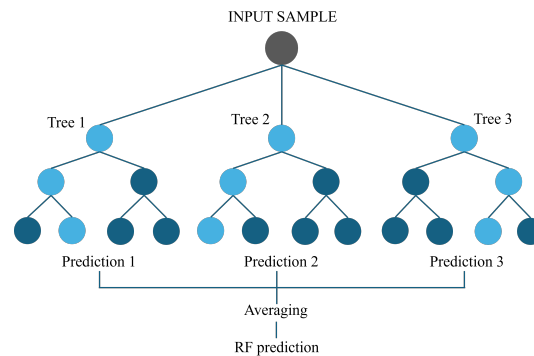 INPUT SAMPLE
Tree 1
Tree 2
Tree 3
Prediction 1
Prediction 2
Prediction 3
Averaging
RF prediction